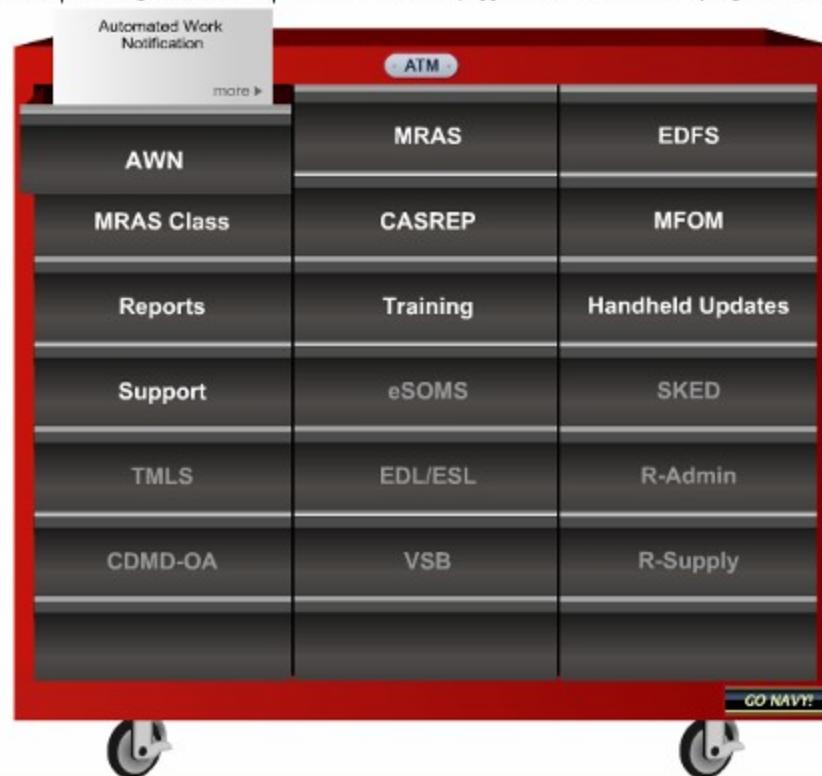 Automated Work
Notification
more
ATM
AWN
MRAS
EDFS
MRAS Class
CASREP
MFOM
Reports
Training
Handheld Updates
Support
eSOMS
SKED
TMLS
EDL/ESL
R-Admin
CDMD-OA
VSB
R-Supply
GO NAVY!